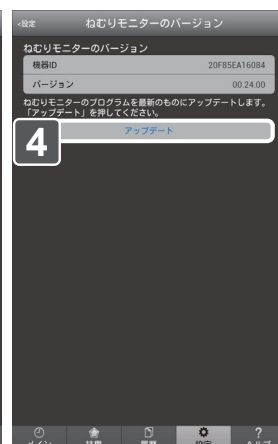 <設定
ねむりモニターのバージョン
ねむりモニターのバージョン
機器ID 20F85EA16084
バージョン 00.24.00
ねむりモニターのプログラムを最新のものにアップデートします。
「アップデート」を押してください。
アップデート
4
設定
?